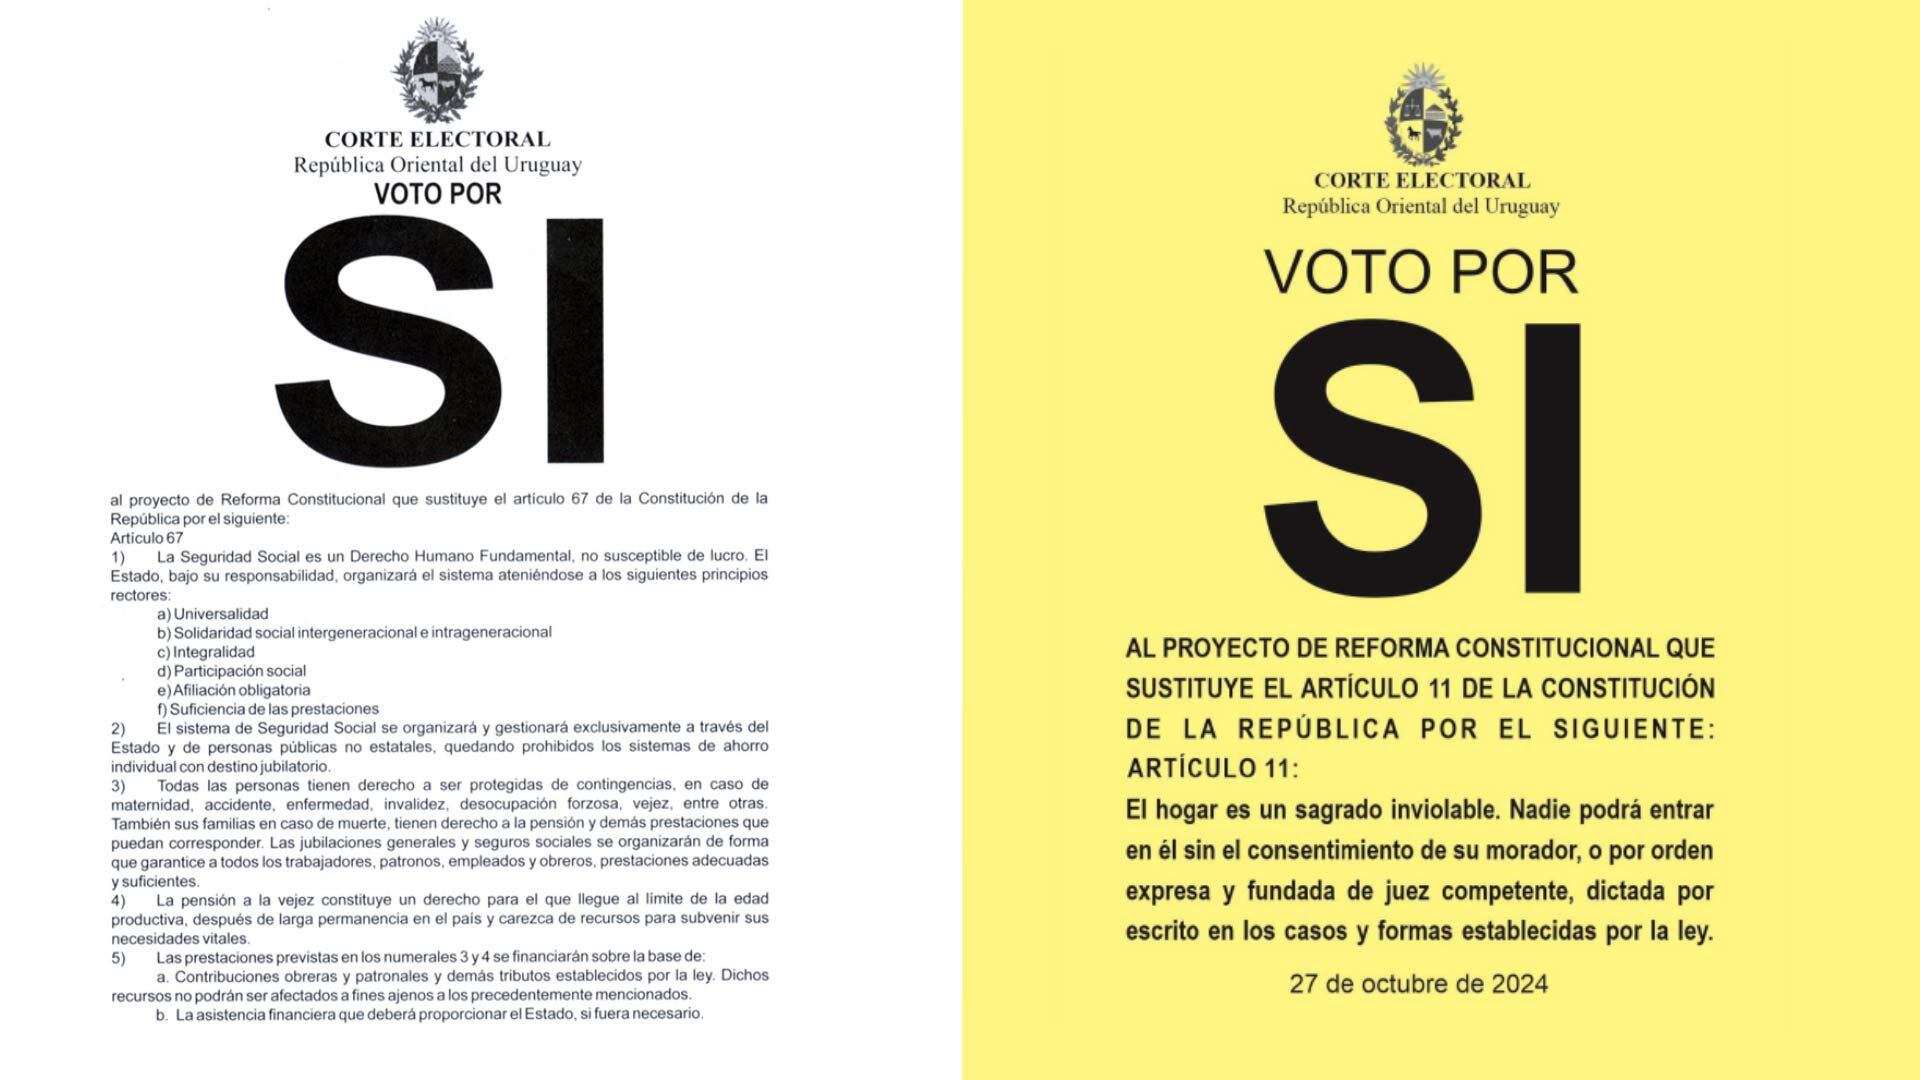 CORTE ELECTORAL
República Oriental del Uruguay
VOTO POR
SI
al proyecto de Reforma Constitucional que sustituye el artículo 67 de la Constitución de la
República por el siguiente:
Artículo 67
1) La Seguridad Social es un Derecho Humano Fundamental, no susceptible de lucro. El
Estado, bajo su responsabilidad, organizará el sistema ateniéndose a los siguientes principios
rectores:
a) Universalidad
b) Solidaridad social intergeneracional e intrageneracional
c) Integralidad
d) Participación social
e) Afiliación obligatoria
f) Suficiencia de las prestaciones
2) El sistema de Seguridad Social se organizará y gestionará exclusivamente a través del
Estado y de personas públicas no estatales, quedando prohibidos los sistemas de ahorro
individual con destino jubilatorio.
3) Todas las personas tienen derecho a ser protegidas de contingencias, en caso de
maternidad, accidente, enfermedad, invalidez, desocupación forzosa, vejez, entre otras.
También sus familias en caso de muerte, tienen derecho a la pensión y demás prestaciones que
puedan corresponder. Las jubilaciones generales y seguros sociales se organizarán de forma
que garantice a todos los trabajadores, patronos, empleados y obreros, prestaciones adecuadas
y suficientes.
4) La pensión a la vejez constituye un derecho para el que llegue al límite de la edad
productiva, después de larga permanencia en el país y carezca de recursos para subvenir sus
necesidades vitales.
5) Las prestaciones previstas en los numerales 3 y 4 se financiarán sobre la base de:
a. Contribuciones obreras y patronales y demás tributos establecidos por la ley. Dichos
recursos no podrán ser afectados a fines ajenos a los precedentemente mencionados.
b. La asistencia financiera que deberá proporcionar el Estado, si fuera necesario.
CORTE ELECTORAL
República Oriental del Uruguay
VOTO POR
SI
AL PROYECTO DE REFORMA CONSTITUCIONAL QUE
SUSTITUYE EL ARTÍCULO 11 DE LA CONSTITUCIÓN
DE LA REPÚBLICA POR EL SIGUIENTE:
ARTÍCULO 11:
El hogar es un sagrado inviolable. Nadie podrá entrar
en él sin el consentimiento de su morador, o por orden
expresa y fundada de juez competente, dictada por
escrito en los casos y formas establecidas por la ley.
27 de octubre de 2024